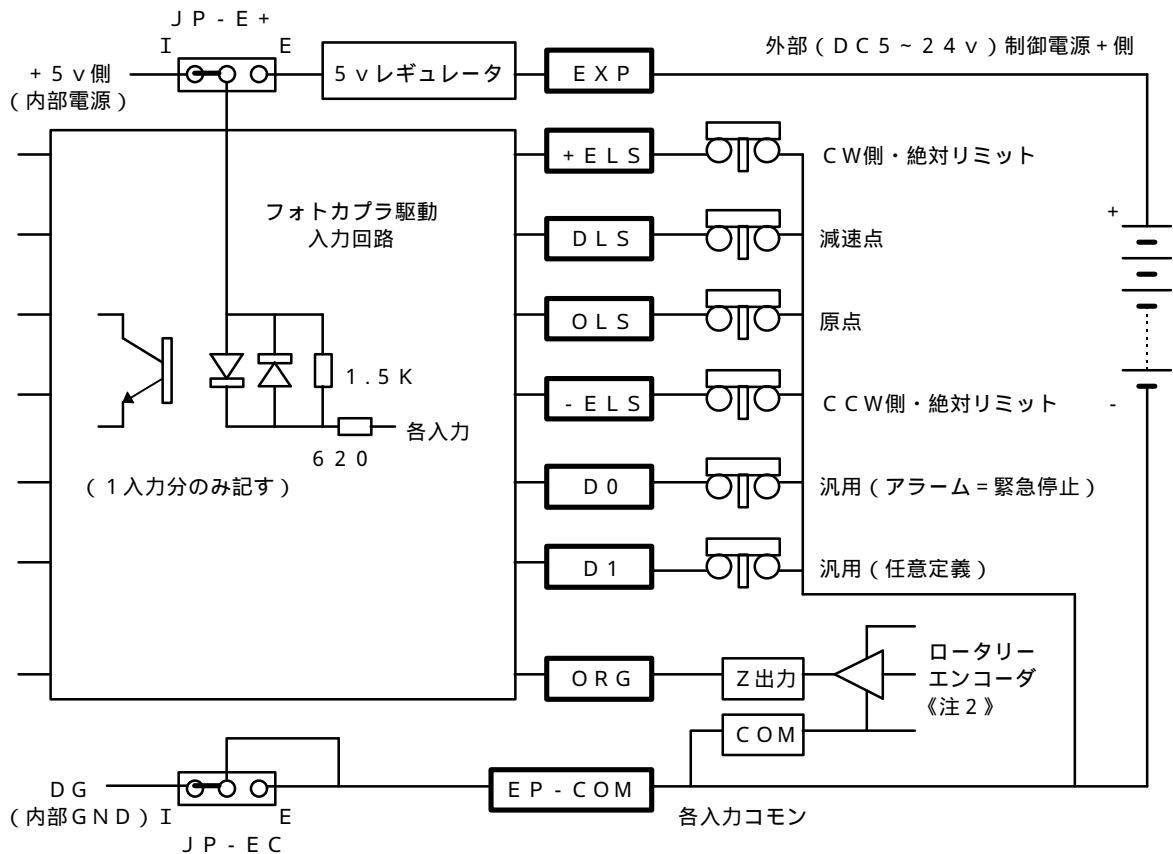 ＪＰ-Ｅ+
Ｉ
Ｅ
+５ｖ側
（内部電源）
５ｖレギュレータ
ＥＸＰ
外部（ＤＣ５~２４ｖ）制御電源+側
+ＥＬＳ
ＣＷ側・絶対リミット
フォトカプラ駆動
入力回路
ＤＬＳ
減速点
+
ＯＬＳ
原点
１.５Ｋ
-ＥＬＳ
ＣＣＷ側・絶対リミット
-
各入力
６２０
（１入力分のみ記す）
Ｄ０
汎用（アラーム=緊急停止）
Ｄ１
汎用（任意定義）
ＯＲＧ
Ｚ出力
ロータリー
エンコーダ
《注２》
ＣＯＭ
ＤＧ
（内部ＧＮＤ）
Ｉ
Ｅ
ＪＰ-ＥＣ
ＥＰ-ＣＯＭ
各入力コモン